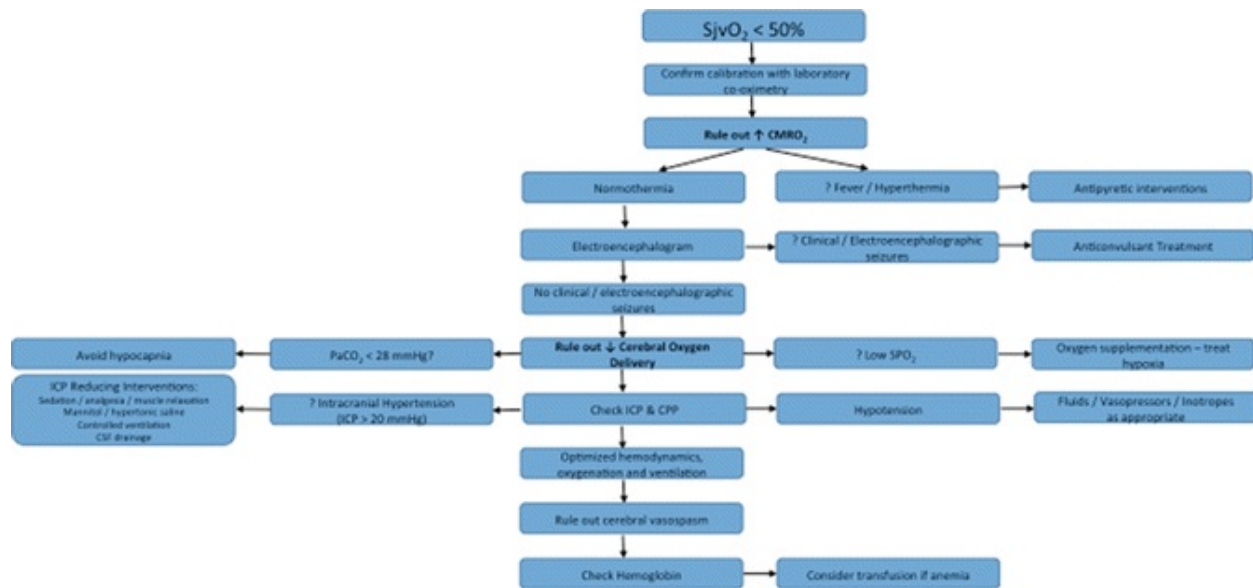 SjvO₂ < 50%
Confirm calibration with laboratory
co-oximetry
Rule out ↑ CMRO₂
Normothermia
? Fever / Hyperthermia
Antipyretic interventions
Electroencephalogram
? Clinical / Electroencephalographic
seizures
Anticonvulsant Treatment
No clinical / electroencephalographic
seizures
Avoid hypocapnia
PaCO₂ < 28 mmHg?
Rule out ↓ Cerebral Oxygen
Delivery
? Low SPO₂
Oxygen supplementation – treat
hypoxia
ICP Reducing Interventions:
Sedation / analgesia / muscle relaxation
Mannitol / hypertonic saline
Controlled ventilation
CSF drainage
? Intracranial Hypertension
(ICP > 20 mmHg)
Check ICP & CPP
Hypotension
Fluids / Vasopressors / Inotropes
as appropriate
Optimized hemodynamics,
oxygenation and ventilation
Rule out cerebral vasospasm
Check Hemoglobin
Consider transfusion if anemia